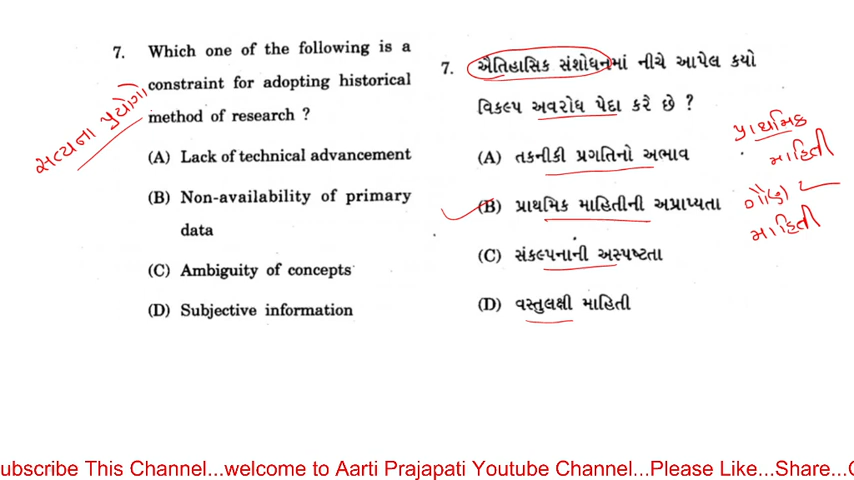 7. Which one of the following is a
constraint for adopting historical
method of research ?
(A) Lack of technical advancement
(B) Non-availability of primary
data
(C) Ambiguity of concepts
(D) Subjective information
સત્યના પ્રયોગો
7. ઐતિહાસિક સંશોધનમાં નીચે આપેલ કયો
વિકલ્પ અવરોધ પેદા કરે છે ?
(A) તકનીકી પ્રગતિનો અભાવ
(B) પ્રાથમિક માહિતીની અપ્રાપ્યતા
(C) સંકલ્પનાની અસ્પષ્ટતા
(D) વસ્તુલક્ષી માહિતી
પ્રાથમિક
માહિતી
ગૌણ
માહિતી
ubscribe This Channel...welcome to Aarti Prajapati Youtube Channel...Please Like...Share...